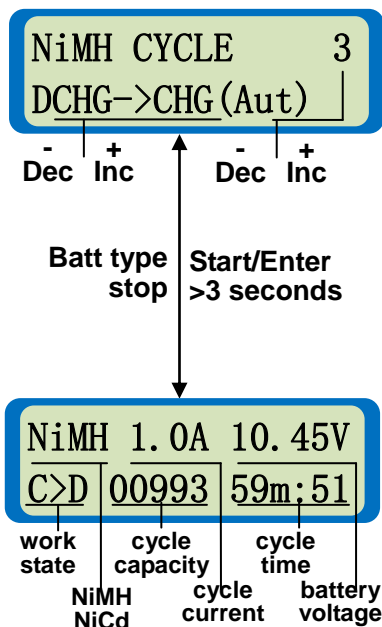 NiMH CYCLE 3
DCHG->CHG(Aut)
- + - +
Dec Inc Dec Inc
Batt type Start/Enter
stop >3 seconds
NiMH 1.0A 10.45V
C>D 00993 59m:51
work cycle cycle
state capacity time
NiMH cycle battery
NiCd current voltage